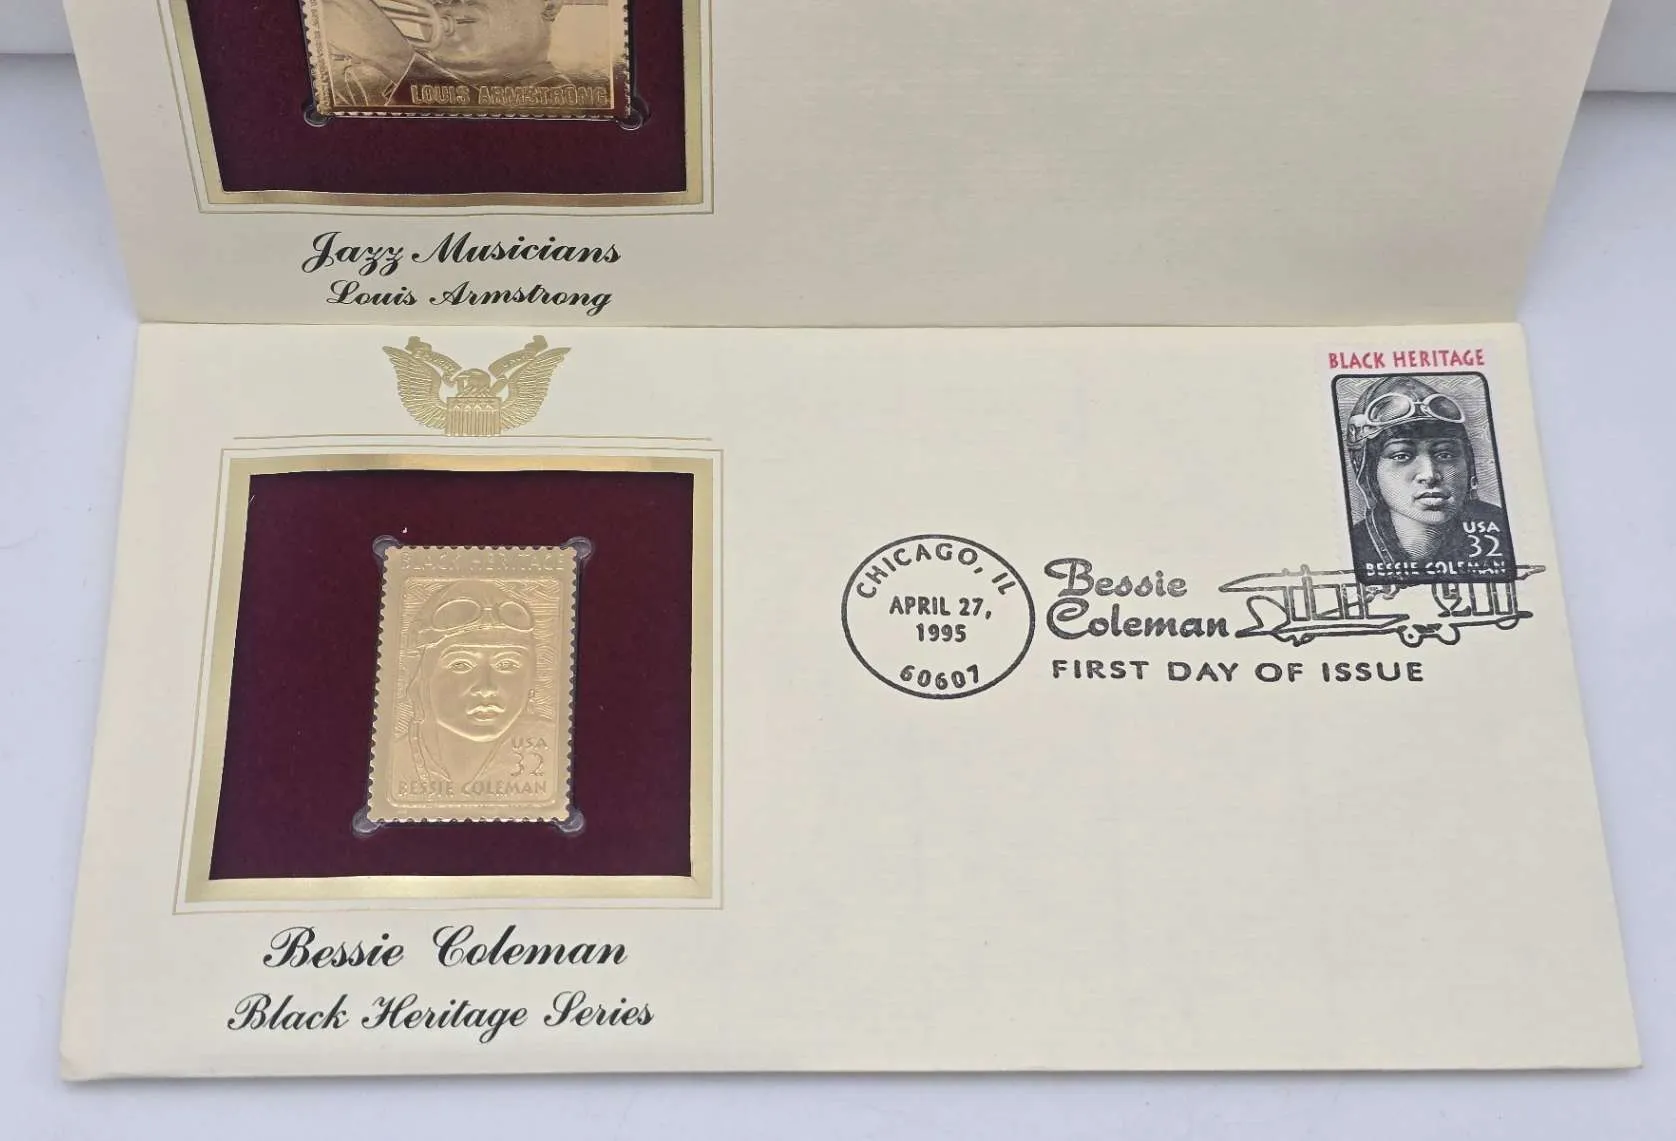 LOUIS ARMSTRONG
Jazz Musicians
Louis Armstrong
BLACK HERITAGE
USA
32
BESSIE COLEMAN
BLACK HERITAGE
USA
32
BESSIE COLEMAN
CHICAGO, IL
APRIL 27,
1995
60607
Bessie
Coleman
FIRST DAY OF ISSUE
Bessie Coleman
Black Heritage Series